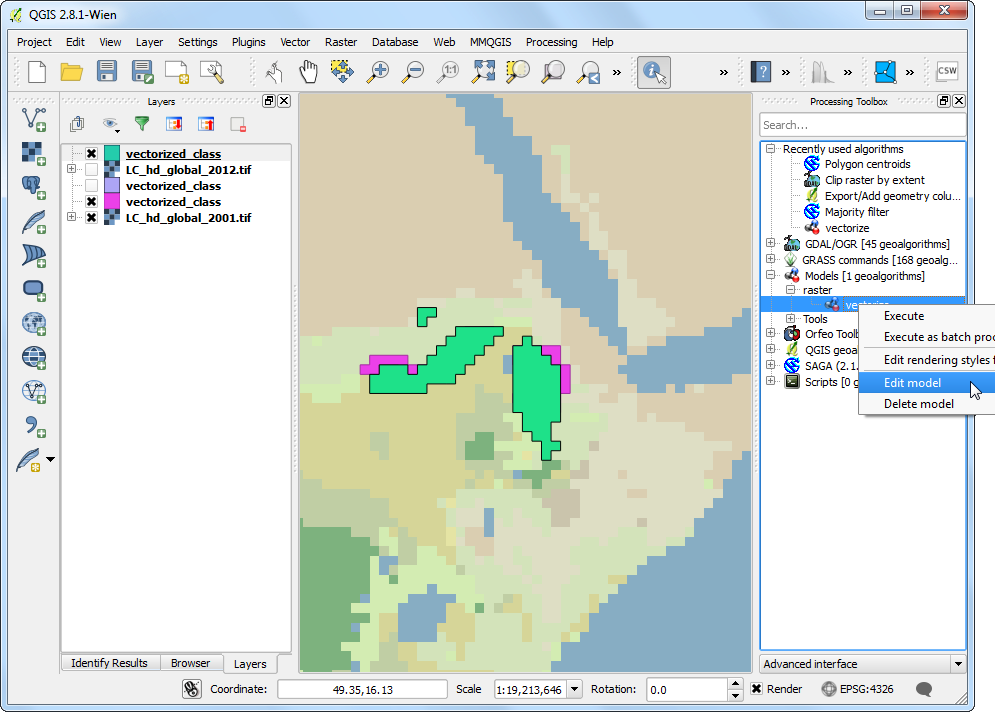 QGIS 2.8.1-Wien
Project Edit View Layer Settings Plugins Vector Raster Database Web MMQGIS Processing Help
1:1 » » ? » » » CSW
Layers
vectorized_class
LC_hd_global_2012.tif
vectorized_class
vectorized_class
LC_hd_global_2001.tif
Identify Results Browser Layers
Processing Toolbox
Search...
Recently used algorithms
Polygon centroids
Clip raster by extent
Export/Add geometry colu...
Majority filter
vectorize
GDAL/OGR [45 geoalgorithms]
GRASS commands [168 geoalg...
Models [1 geoalgorithms]
raster
vectorize
Tools
Orfeo Toolb
QGIS geoa
SAGA (2.1.
Scripts [0 g
Execute
Execute as batch proc
Edit rendering styles f
Edit model
Delete model
Advanced interface
Coordinate: 49.35,16.13 Scale 1:19,213,646 Rotation: 0.0 Render EPSG:4326